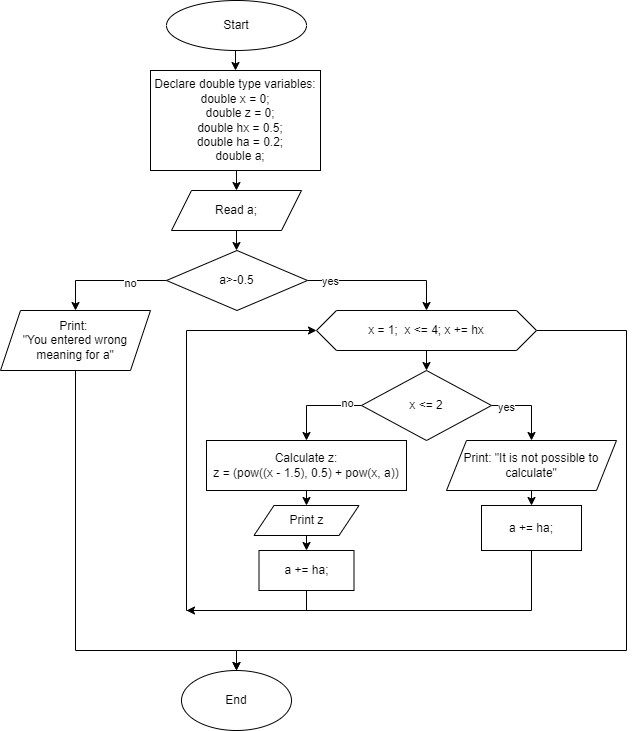 Start
Declare double type variables:
double x = 0;
double z = 0;
double hx = 0.5;
double ha = 0.2;
double a;
Read a;
a>-0.5
no
yes
Print:
"You entered wrong
meaning for a"
x = 1;  x <= 4; x += hx
x <= 2
no
yes
Calculate z:
z = (pow((x - 1.5), 0.5) + pow(x, a))
Print: "It is not possible to
calculate"
Print z
a += ha;
a += ha;
End